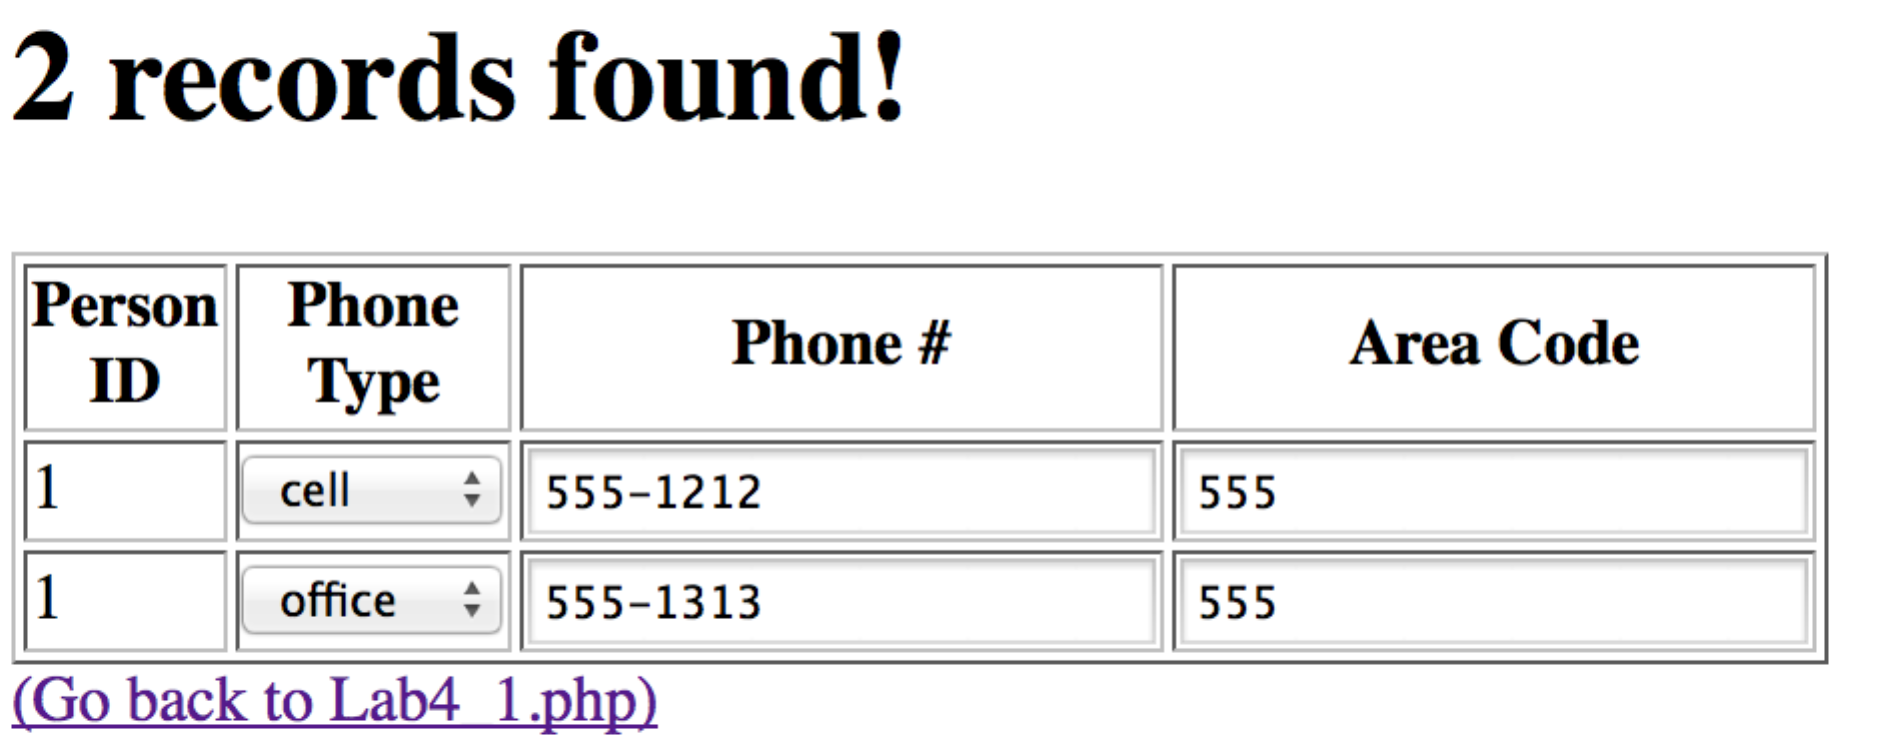 2 records found!
Person ID Phone Type Phone # Area Code
1 cell 555-1212 555
1 office 555-1313 555
(Go back to Lab4_1.php)